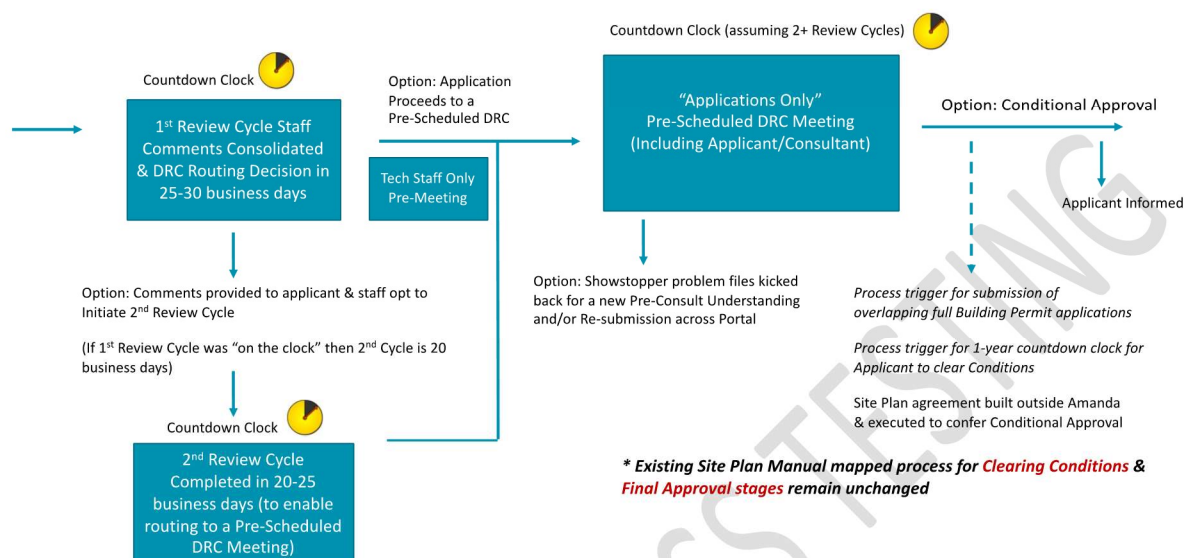 Countdown Clock (assuming 2+ Review Cycles)
Countdown Clock
1st Review Cycle Staff
Comments Consolidated
& DRC Routing Decision in
25-30 business days
Option: Application
Proceeds to a
Pre-Scheduled DRC
Tech Staff Only
Pre-Meeting
“Applications Only”
Pre-Scheduled DRC Meeting
(Including Applicant/Consultant)
Option: Conditional Approval
Applicant Informed
Option: Comments provided to applicant & staff opt to
Initiate 2nd Review Cycle
(If 1st Review Cycle was “on the clock” then 2nd Cycle is 20
business days)
Option: Showstopper problem files kicked
back for a new Pre-Consult Understanding
and/or Re-submission across Portal
Process trigger for submission of
overlapping full Building Permit applications
Process trigger for 1-year countdown clock for
Applicant to clear Conditions
Site Plan agreement built outside Amanda
& executed to confer Conditional Approval
Countdown Clock
2nd Review Cycle
Completed in 20-25
business days (to enable
routing to a Pre-Scheduled
DRC Meeting)
* Existing Site Plan Manual mapped process for Clearing Conditions &
Final Approval stages remain unchanged
SS TESTING